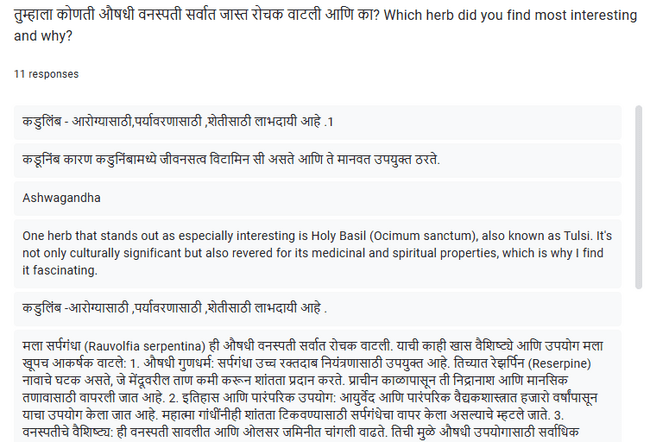 तुम्हाला कोणती औषधी वनस्पती सर्वात जास्त रोचक वाटली आणि का? Which herb did you find most interesting
and why?
11 responses
कडुलिंब - आरोग्यासाठी,पर्यावरणासाठी ,शेतीसाठी लाभदायी आहे .1
कडूनिंब कारण कडुनिंबामध्ये जीवनसत्व विटामिन सी असते आणि ते मानवत उपयुक्त ठरते.
Ashwagandha
One herb that stands out as especially interesting is Holy Basil (Ocimum sanctum), also known as Tulsi. It's
not only culturally significant but also revered for its medicinal and spiritual properties, which is why I find
it fascinating.
कडुलिंब -आरोग्यासाठी ,पर्यावरणासाठी ,शेतीसाठी लाभदायी आहे .
मला सर्पगंधा (Rauvolfia serpentina) ही औषधी वनस्पती सर्वात रोचक वाटली. याची काही खास वैशिष्ट्ये आणि उपयोग मला
खूपच आकर्षक वाटले: 1. औषधी गुणधर्म: सर्पगंधा उच्च रक्तदाब नियंत्रणासाठी उपयुक्त आहे. तिच्यात रेझर्पिन (Reserpine)
नावाचे घटक असते, जे मेंदूवरील ताण कमी करून शांतता प्रदान करते. प्राचीन काळापासून ती निद्रानाश आणि मानसिक
तणावासाठी वापरली जात आहे. 2. इतिहास आणि पारंपरिक उपयोग: आयुर्वेद आणि पारंपरिक वैद्यकशास्त्रात हजारो वर्षांपासून
याचा उपयोग केला जात आहे. महात्मा गांधींनीही शांतता टिकवण्यासाठी सर्पगंधेचा वापर केला असल्याचे म्हटले जाते. 3.
वनस्पतीचे वैशिष्ट्य: ही वनस्पती सावलीत आणि ओलसर जमिनीत चांगली वाढते. तिची मुळे औषधी उपयोगासाठी सर्वाधिक